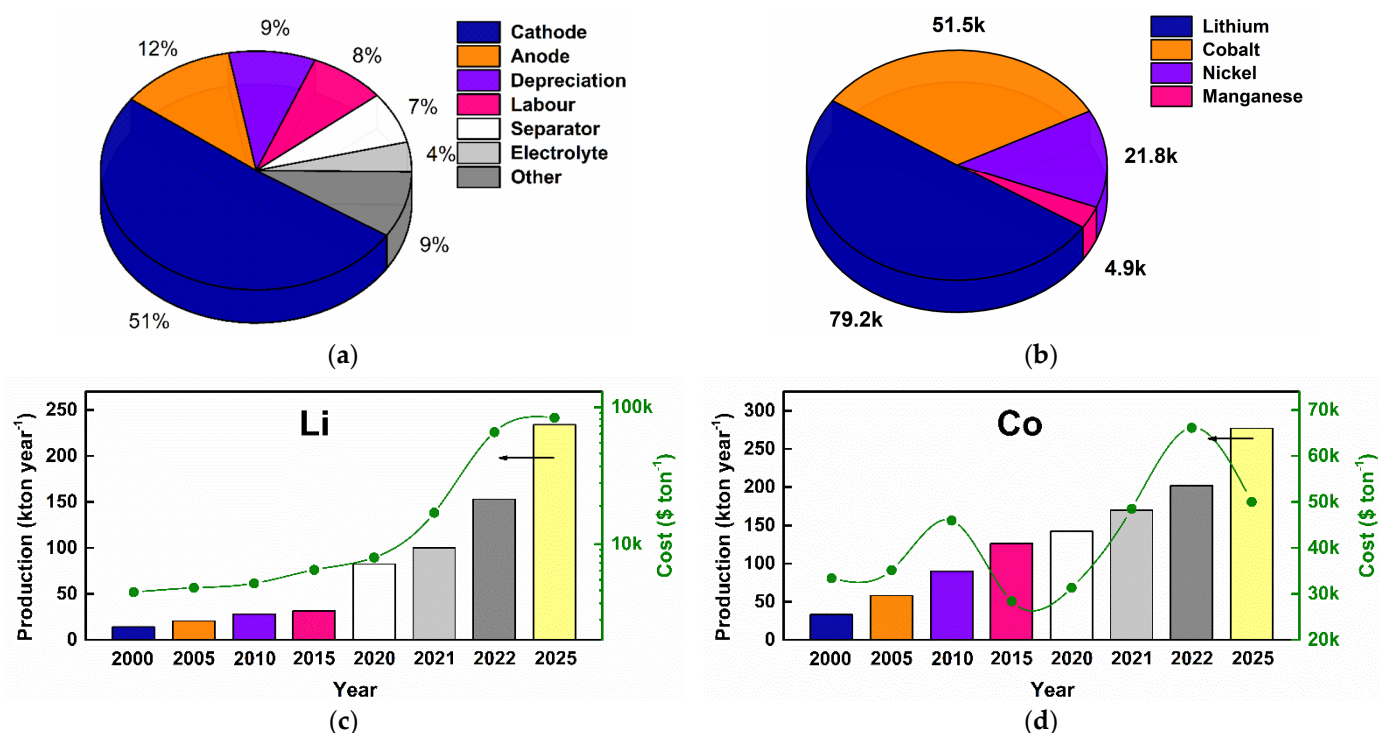 12%
9%
8%
7%
4%
9%
51%
Cathode
Anode
Depreciation
Labour
Separator
Electrolyte
Other
(a)
51.5k
21.8k
4.9k
79.2k
Lithium
Cobalt
Nickel
Manganese
(b)
Li
Production (kton year⁻¹)
250
200
150
100
50
0
2000 2005 2010 2015 2020 2021 2022 2025
Year
100k
10k
Cost ($ ton⁻¹)
(c)
Co
Production (kton year⁻¹)
300
250
200
150
100
50
0
2000 2005 2010 2015 2020 2021 2022 2025
Year
70k
60k
50k
40k
30k
20k
Cost ($ ton⁻¹)
(d)